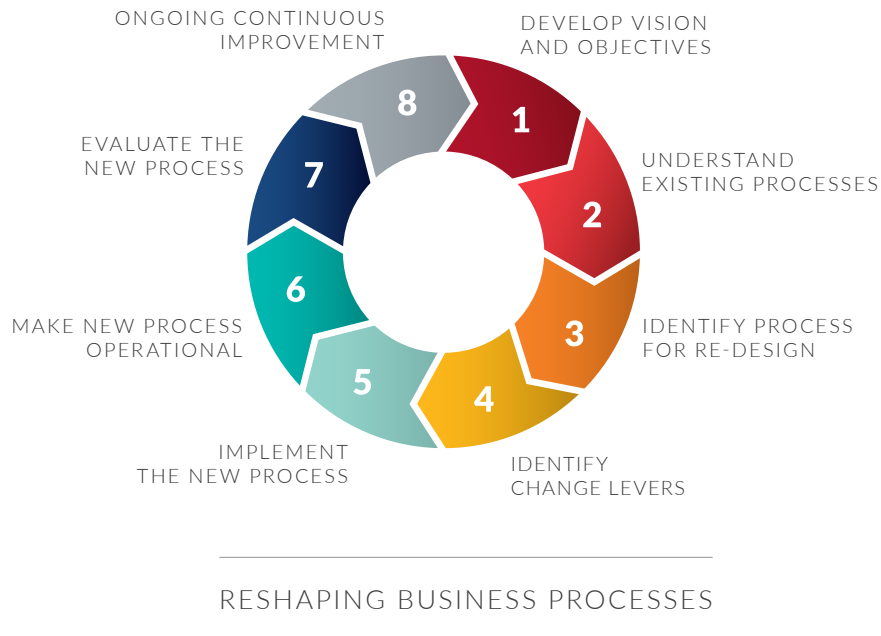 1
DEVELOP VISION
AND OBJECTIVES
2
UNDERSTAND
EXISTING PROCESSES
3
IDENTIFY PROCESS
FOR RE-DESIGN
4
IDENTIFY
CHANGE LEVERS
5
IMPLEMENT
THE NEW PROCESS
6
MAKE NEW PROCESS
OPERATIONAL
7
EVALUATE THE
NEW PROCESS
8
ONGOING CONTINUOUS
IMPROVEMENT
RESHAPING BUSINESS PROCESSES